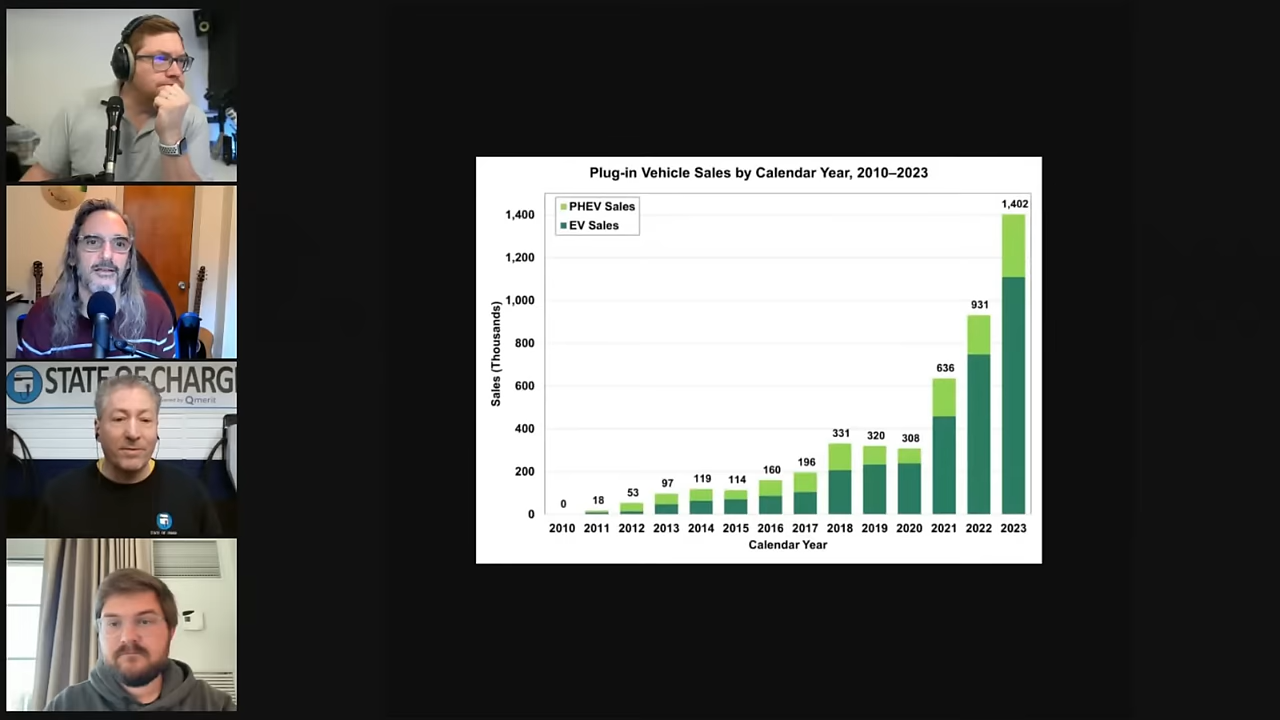 STATE OF CHARG
Qmerit
Plug-in Vehicle Sales by Calendar Year, 2010–2023
PHEV Sales
EV Sales
Sales (Thousands)
1,400
1,200
1,000
800
600
400
200
0
0
18
53
97
119
114
160
196
331
320
308
636
931
1,402
2010 2011 2012 2013 2014 2015 2016 2017 2018 2019 2020 2021 2022 2023
Calendar Year